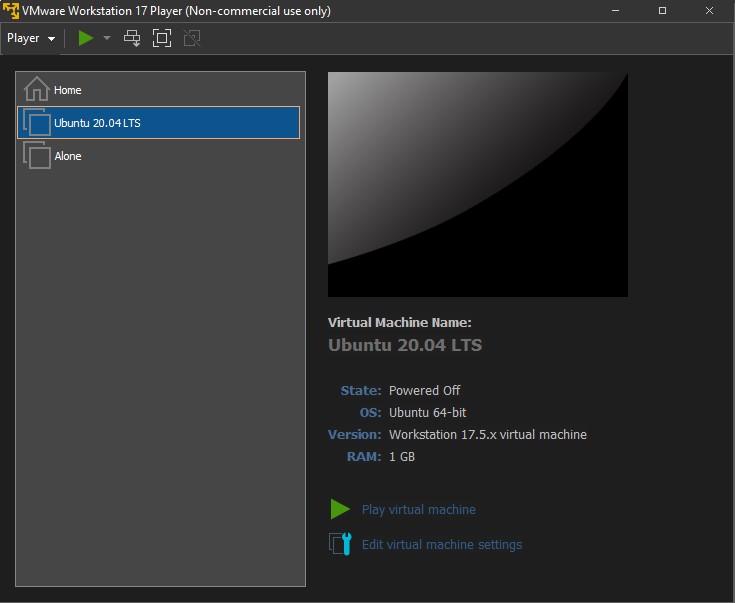 VMware Workstation 17 Player (Non-commercial use only)
Player
Home
Ubuntu 20.04 LTS
Alone
Virtual Machine Name:
Ubuntu 20.04 LTS
State: Powered Off
OS: Ubuntu 64-bit
Version: Workstation 17.5.x virtual machine
RAM: 1 GB
Play virtual machine
Edit virtual machine settings